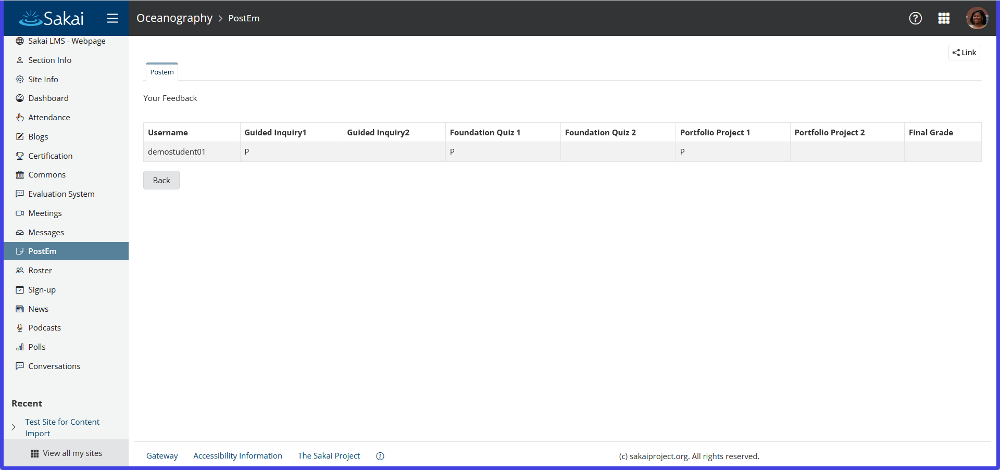 Sakai
Oceanography > PostEm
Sakai LMS - Webpage
Section Info
Site Info
Dashboard
Attendance
Blogs
Certification
Commons
Evaluation System
Meetings
Messages
PostEm
Roster
Sign-up
News
Podcasts
Polls
Conversations
Recent
Test Site for Content
Import
View all my sites
Link
Postem
Your Feedback
Username Guided Inquiry1 Guided Inquiry2 Foundation Quiz 1 Foundation Quiz 2 Portfolio Project 1 Portfolio Project 2 Final Grade
demostudent01 P P P
Back
Gateway Accessibility Information The Sakai Project (c) sakaiproject.org. All rights reserved.